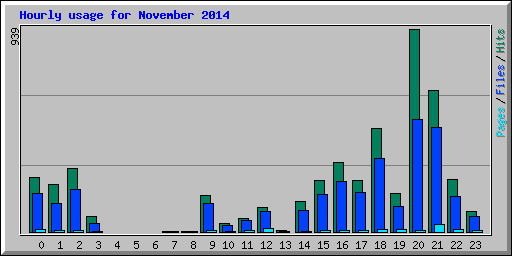 Hourly usage for November 2014
939
Pages/Files/Hits
0 1 2 3 4 5 6 7 8 9 10 11 12 13 14 15 16 17 18 19 20 21 22 23